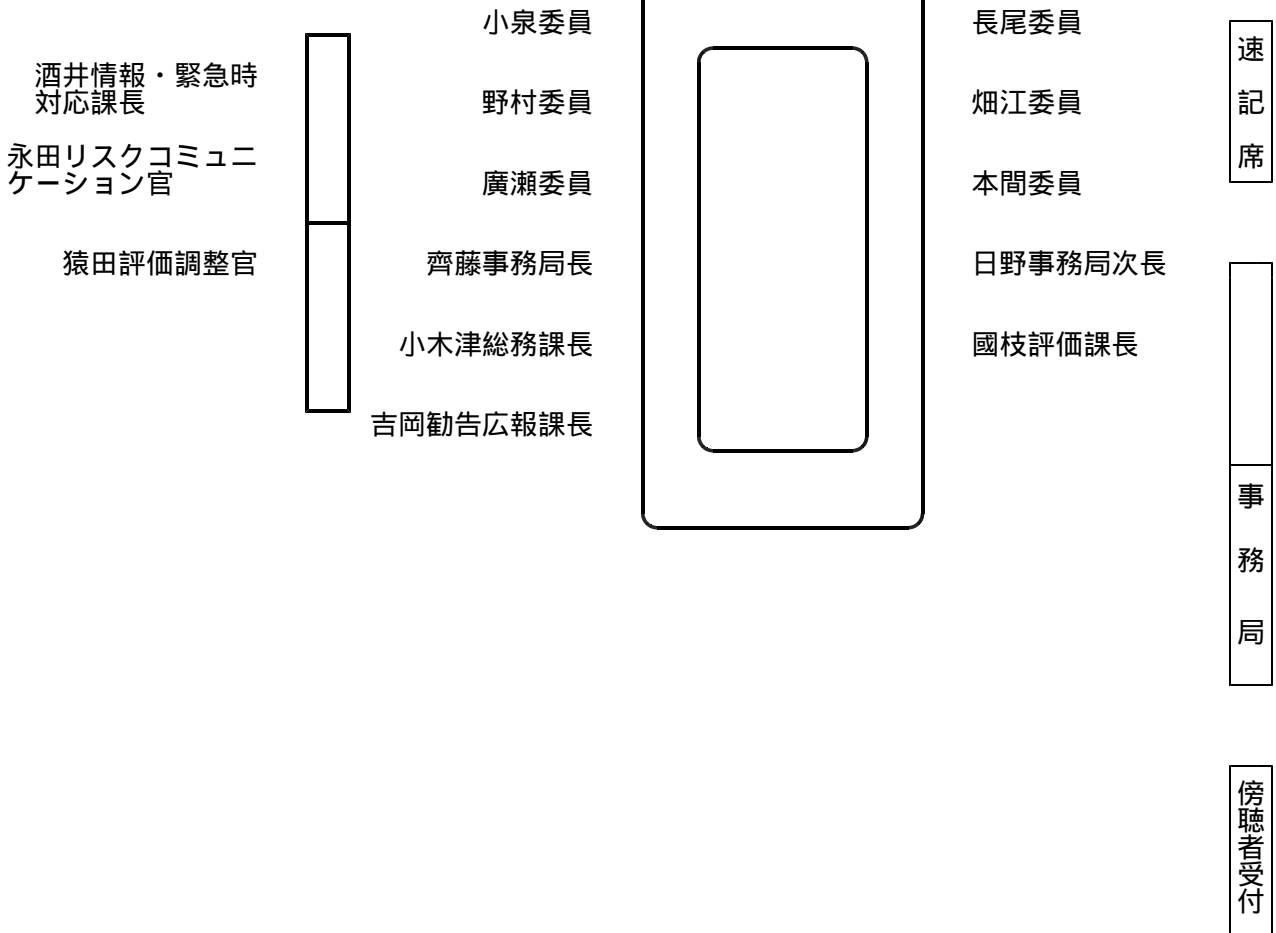 小泉委員
長尾委員
速記席
酒井情報・緊急時
対応課長
野村委員
畑江委員
永田リスクコミュニ
ケーション官
廣瀬委員
本間委員
猿田評価調整官
齊藤事務局長
日野事務局次長
小木津総務課長
國枝評価課長
吉岡勧告広報課長
事務局
傍聴者受付